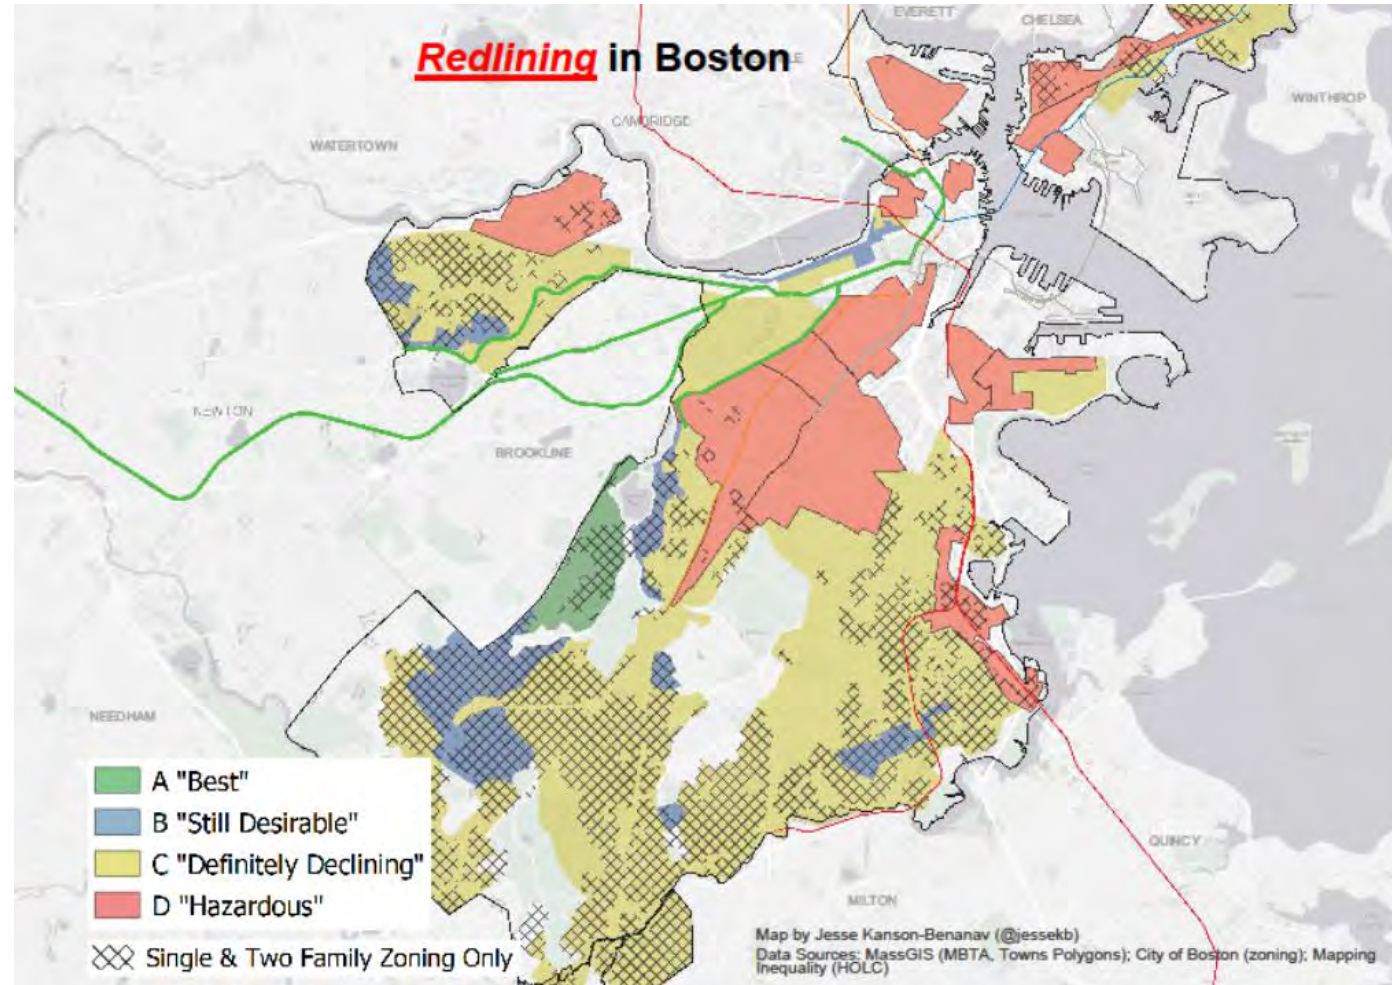 EVERETT
CHELSEA
Redlining in Boston
WINTHROP
CAMBRIDGE
WATERTOWN
NEWTON
BROOKLINE
NEEDHAM
A "Best"
B "Still Desirable"
C "Definitely Declining"
D "Hazardous"
Single & Two Family Zoning Only
QUINCY
MILTON
Map by Jesse Kanson-Benanav (@jessekb)
Data Sources: MassGIS (MBTA, Towns Polygons); City of Boston (zoning); Mapping
Inequality (HOLC)